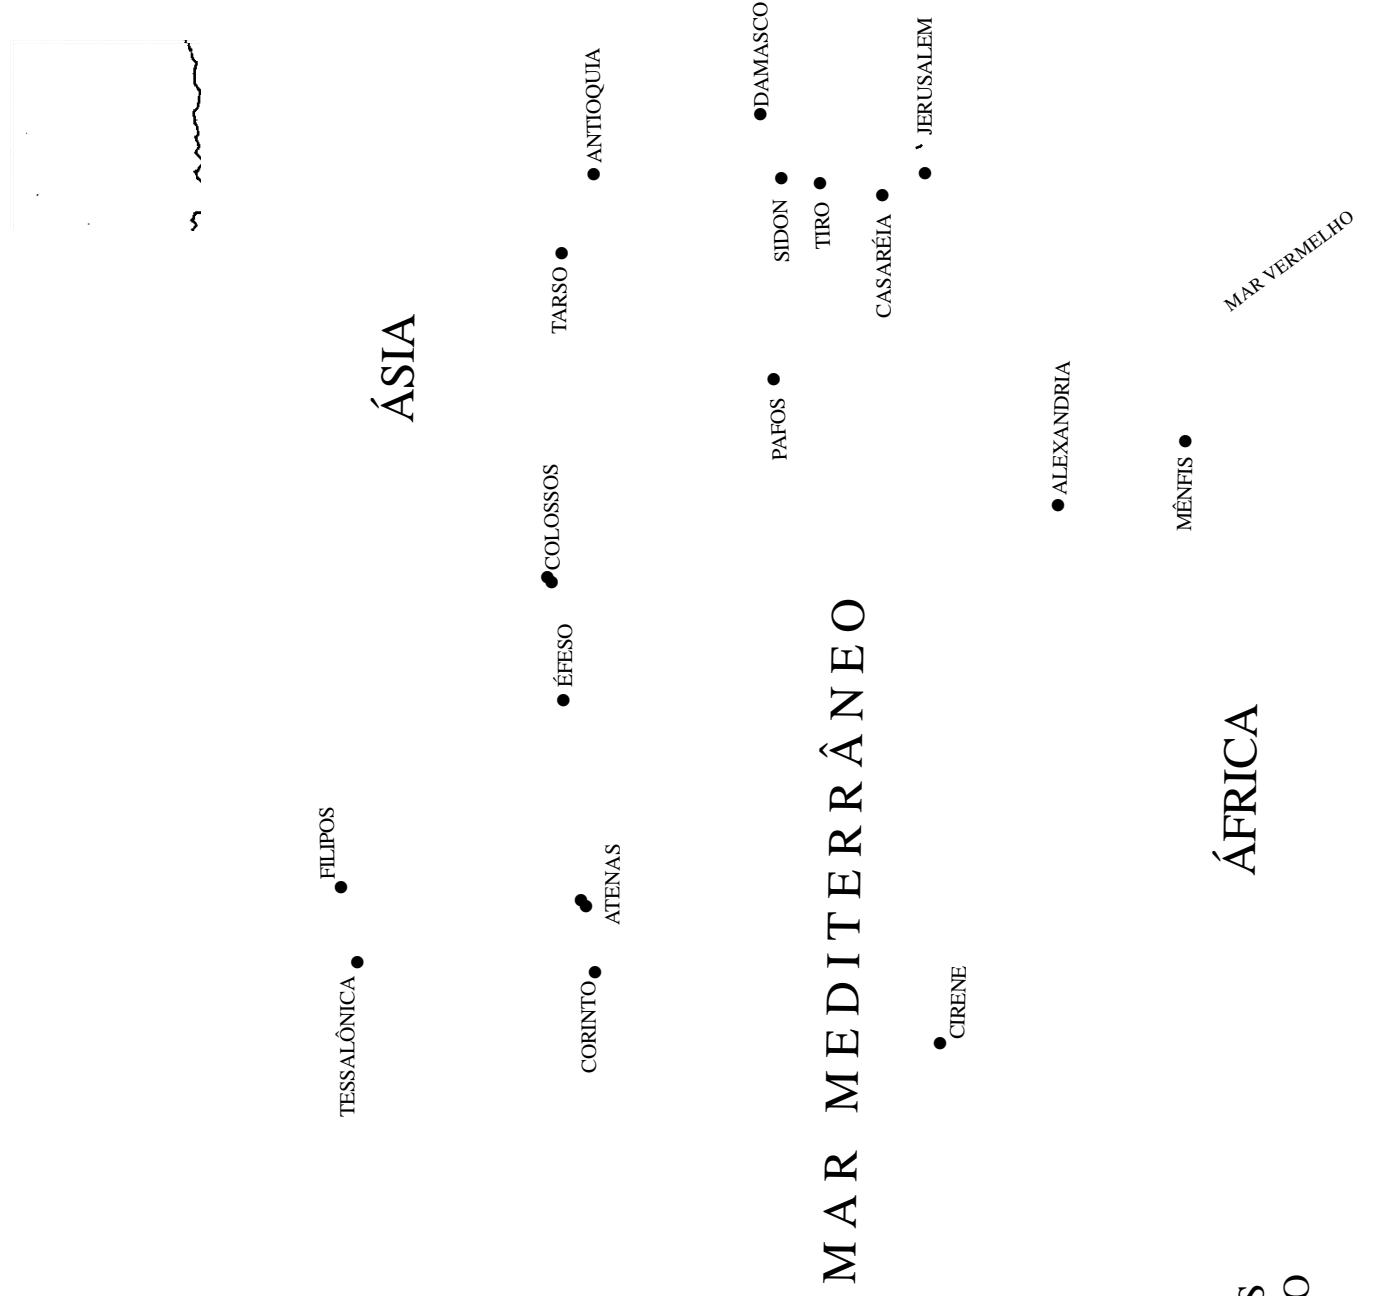 FILIPOS
TESSALÔNICA
ÁSIA
CORINTO
ATENAS
ÉFESO
COLOSSOS
TARSO
ANTIOQUIA
PAFOS
SIDON
DAMASCO
TIRO
MAR MEDITERRÂNEO
CASARÉIA
JERUSALEM
CIRENE
ALEXANDRIA
MÊNFIS
ÁFRICA
MAR VERMELHO